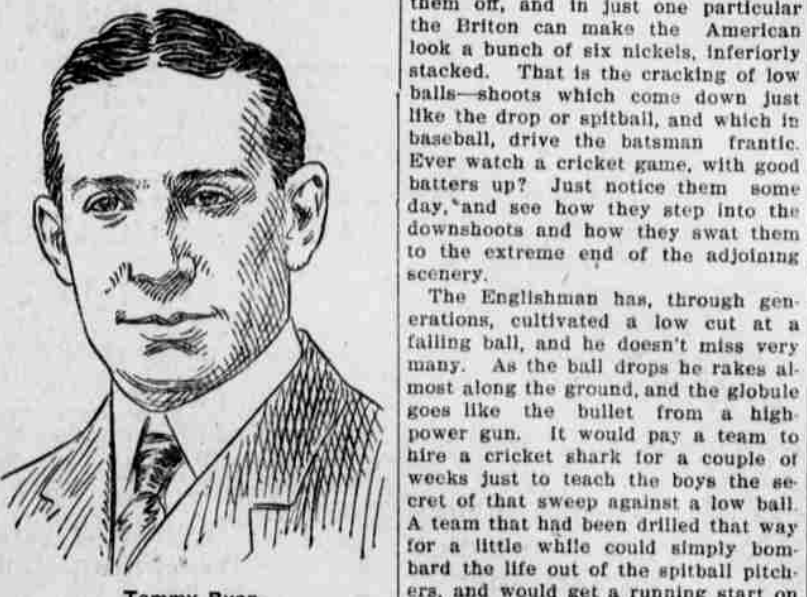 Tommy Ryan
them off, and in just one particular
the Briton can make the American
look a bunch of six nickels, inferiorly
stacked. That is the cracking of low
balls—shoots which come down just
like the drop or spitball, and which in
baseball, drive the batsman frantic.
Ever watch a cricket game, with good
batters up? Just notice them some
day, and see how they step into the
downshoots and how they swat them
to the extreme end of the adjoining
scenery.
The Englishman has, through gen-
erations, cultivated a low cut at a
falling ball, and he doesn't miss very
many. As the ball drops he rakes al-
most along the ground, and the globule
goes like the bullet from a high-
power gun. It would pay a team to
hire a cricket shark for a couple of
weeks just to teach the boys the se-
cret of that sweep against a low ball.
A team that had been drilled that way
for a little while could simply bom-
bard the life out of the spitball pitch-
ers, and would get a running start on